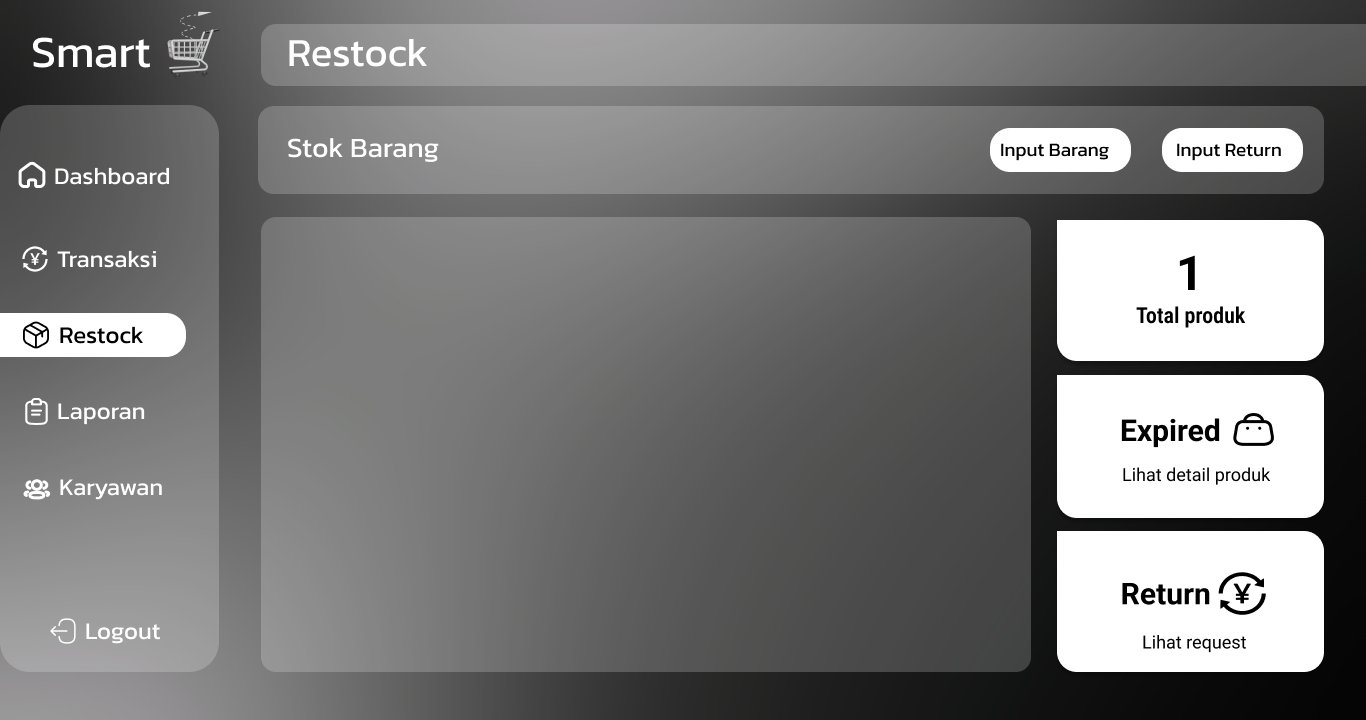 Smart
Restock
Stok Barang
Input Barang
Input Return
Dashboard
Transaksi
Restock
Laporan
Karyawan
Logout
1
Total produk
Expired
Lihat detail produk
Return
Lihat request